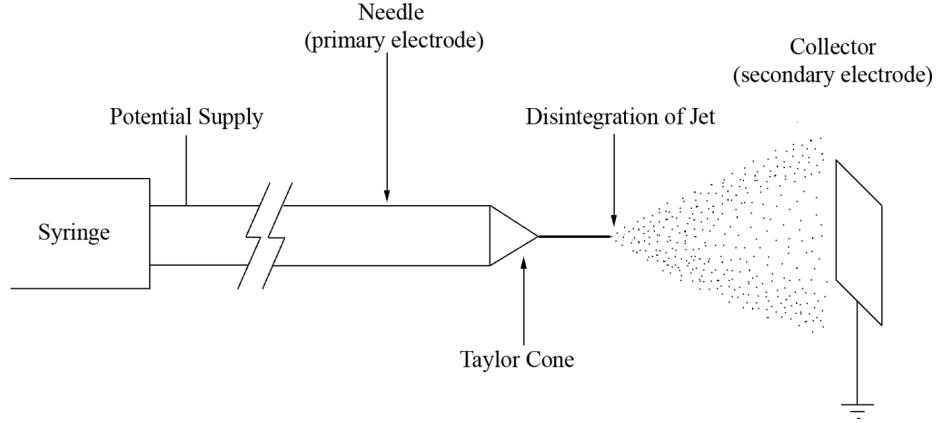 Needle
(primary electrode)
Collector
(secondary electrode)
Potential Supply
Disintegration of Jet
Syringe
Taylor Cone